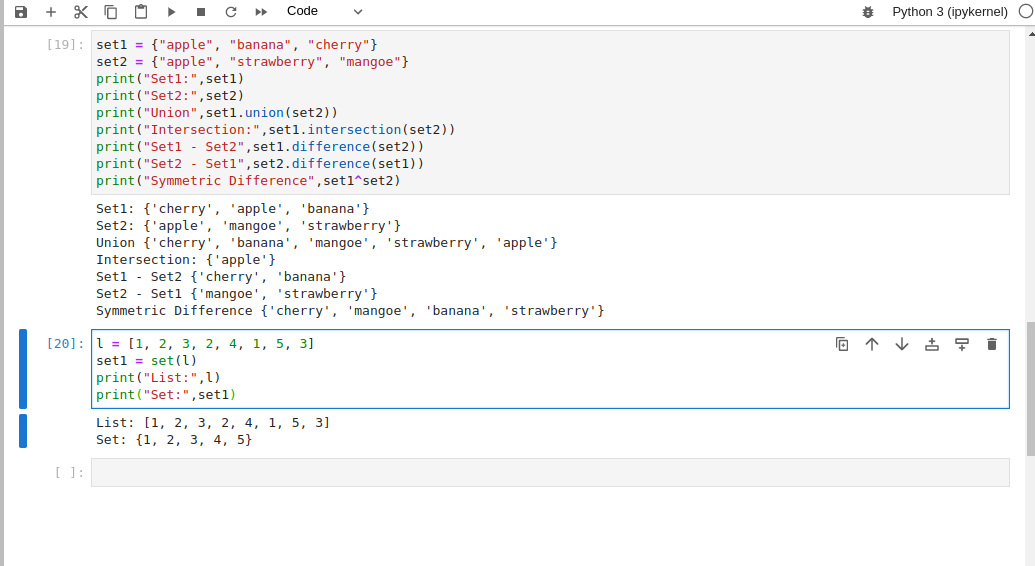 Code
Python 3 (ipykernel)
[19]:
set1 = {"apple", "banana", "cherry"}
set2 = {"apple", "strawberry", "mangoe"}
print("Set1:",set1)
print("Set2:",set2)
print("Union",set1.union(set2))
print("Intersection:",set1.intersection(set2))
print("Set1 - Set2",set1.difference(set2))
print("Set2 - Set1",set2.difference(set1))
print("Symmetric Difference",set1^set2)
Set1: {'cherry', 'apple', 'banana'}
Set2: {'apple', 'mangoe', 'strawberry'}
Union {'cherry', 'banana', 'mangoe', 'strawberry', 'apple'}
Intersection: {'apple'}
Set1 - Set2 {'cherry', 'banana'}
Set2 - Set1 {'mangoe', 'strawberry'}
Symmetric Difference {'cherry', 'mangoe', 'banana', 'strawberry'}
[20]:
l = [1, 2, 3, 2, 4, 1, 5, 3]
set1 = set(l)
print("List:",l)
print("Set:",set1)
List: [1, 2, 3, 2, 4, 1, 5, 3]
Set: {1, 2, 3, 4, 5}
[ ]: